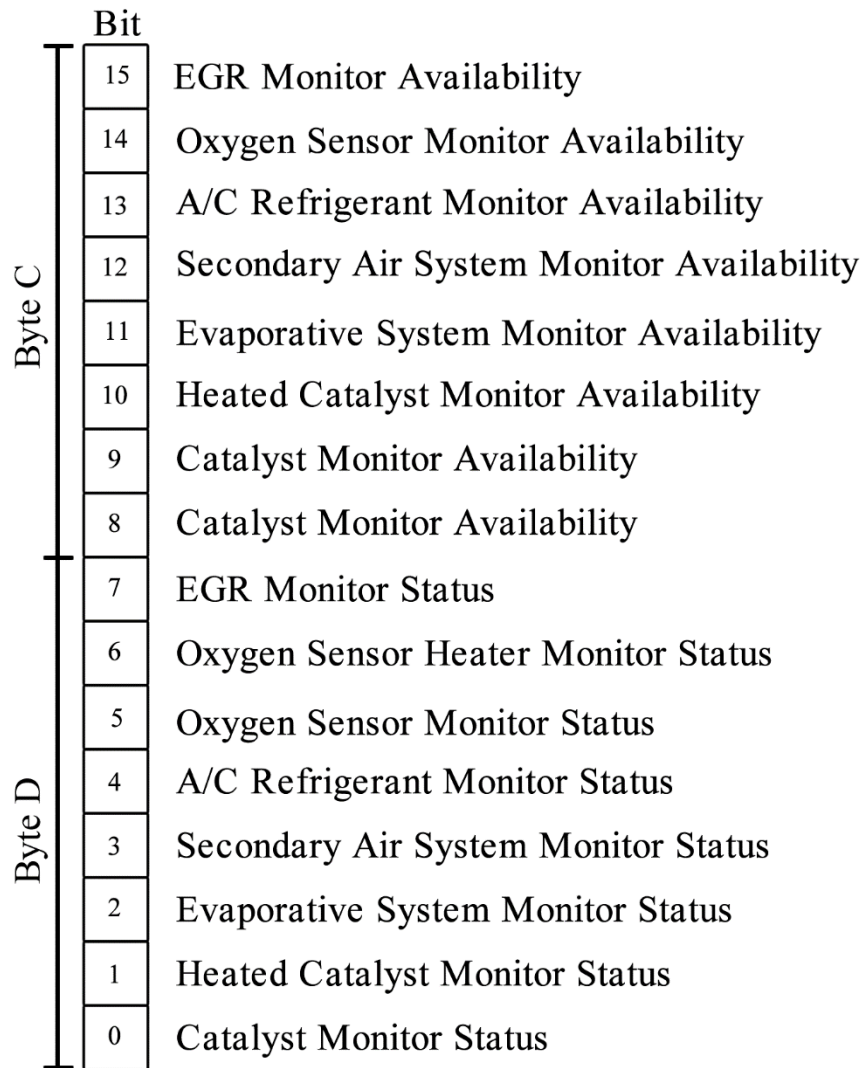 Bit
Byte C
15 EGR Monitor Availability
14 Oxygen Sensor Monitor Availability
13 A/C Refrigerant Monitor Availability
12 Secondary Air System Monitor Availability
11 Evaporative System Monitor Availability
10 Heated Catalyst Monitor Availability
9 Catalyst Monitor Availability
8 Catalyst Monitor Availability
Byte D
7 EGR Monitor Status
6 Oxygen Sensor Heater Monitor Status
5 Oxygen Sensor Monitor Status
4 A/C Refrigerant Monitor Status
3 Secondary Air System Monitor Status
2 Evaporative System Monitor Status
1 Heated Catalyst Monitor Status
0 Catalyst Monitor Status